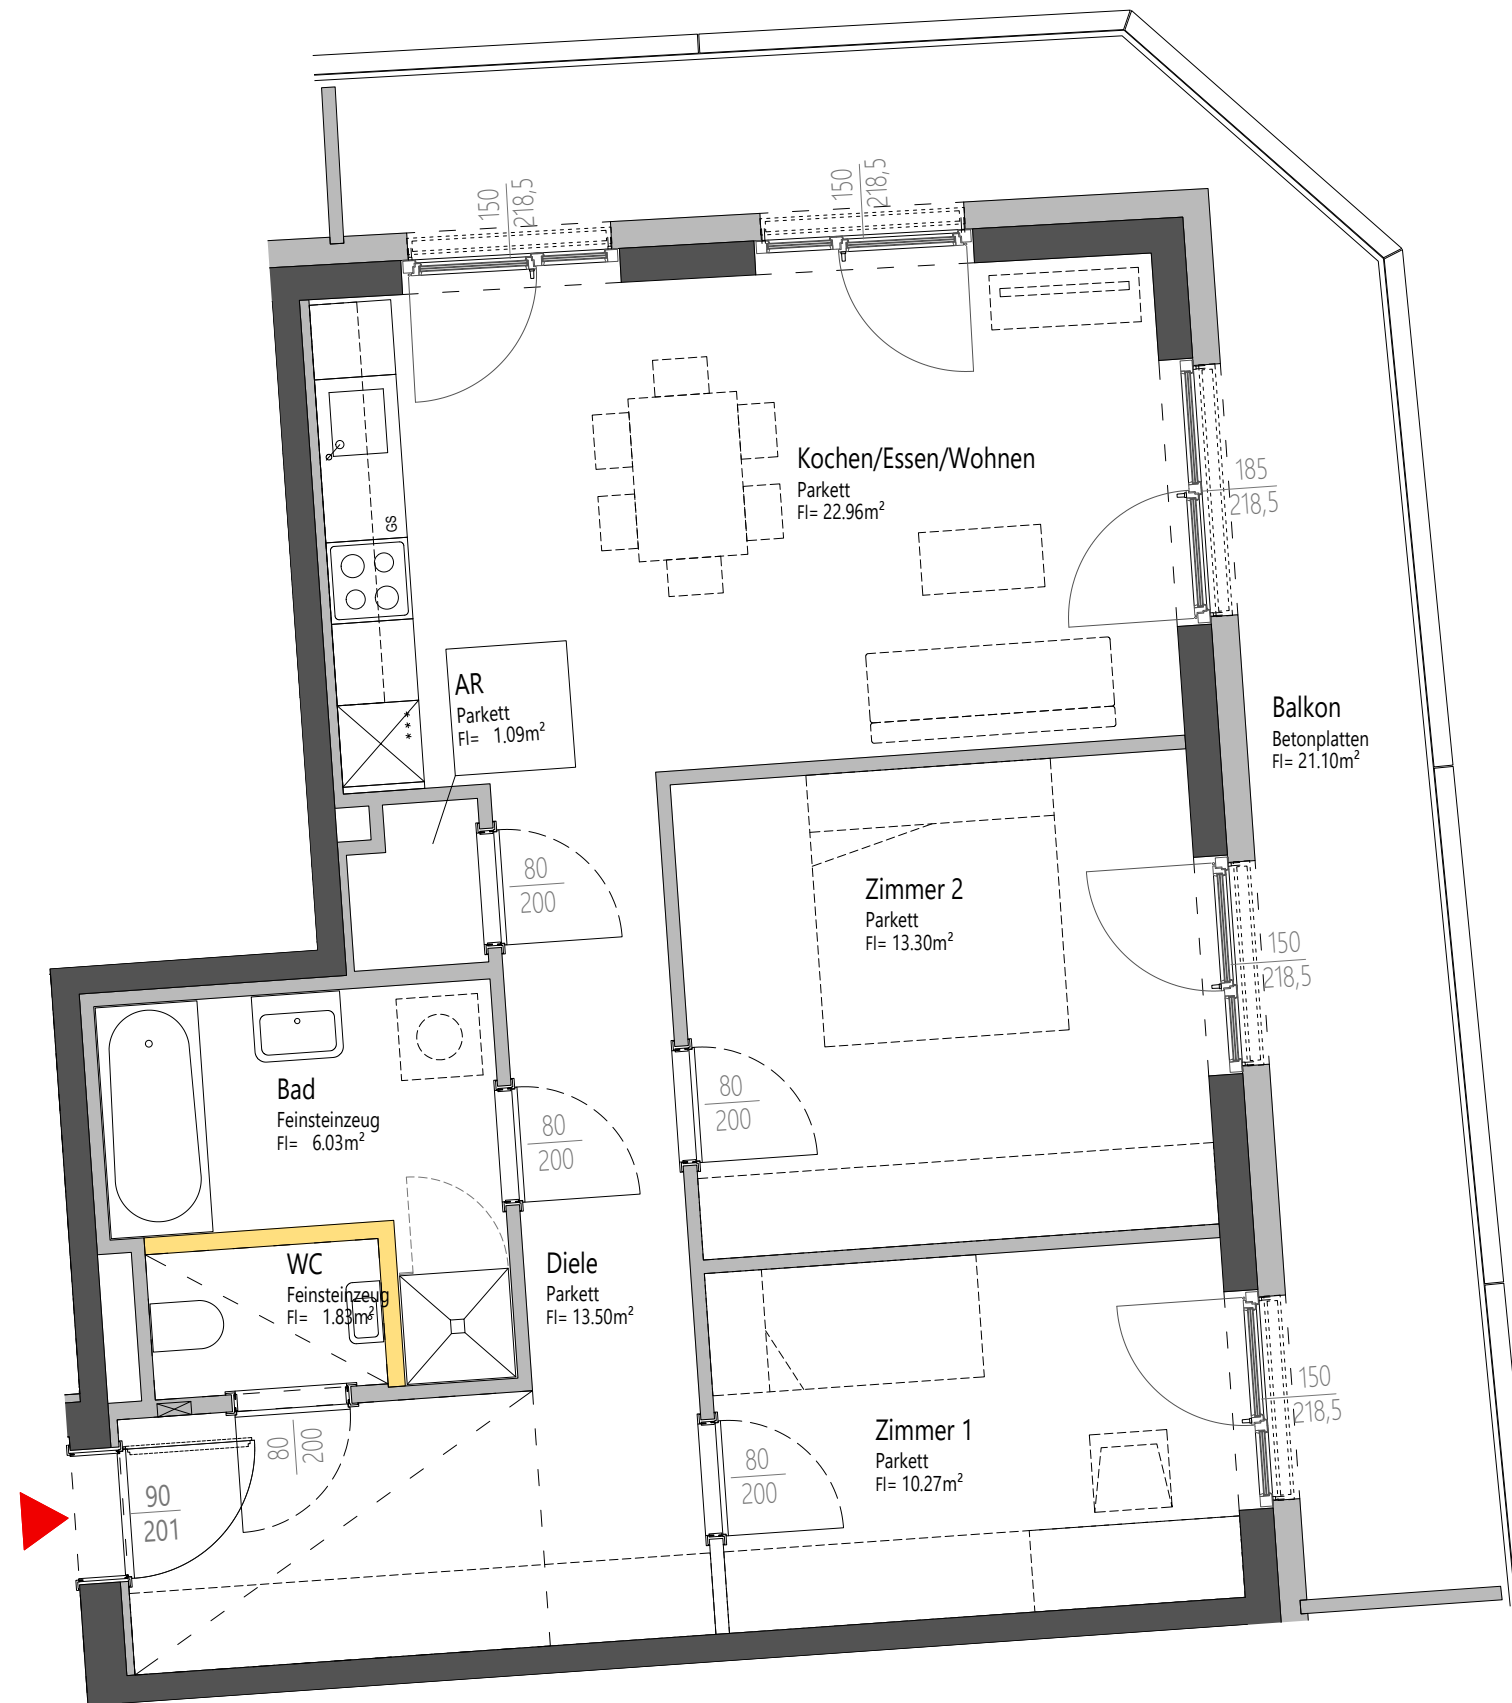 150
218,5
150
218,5
Kochen/Essen/Wohnen
Parkett
Fl= 22.96m²
185
218,5
GS
AR
Parkett
Fl= 1.09m²
***
Balkon
Betonplatten
Fl= 21.10m²
80
200
Zimmer 2
Parkett
Fl= 13.30m²
150
218,5
Bad
Feinsteinzeug
Fl= 6.03m²
80
200
80
200
WC
Feinsteinzeug
Fl= 1.83m²
Diele
Parkett
Fl= 13.50m²
150
218,5
Zimmer 1
Parkett
Fl= 10.27m²
80
200
80
200
90
201